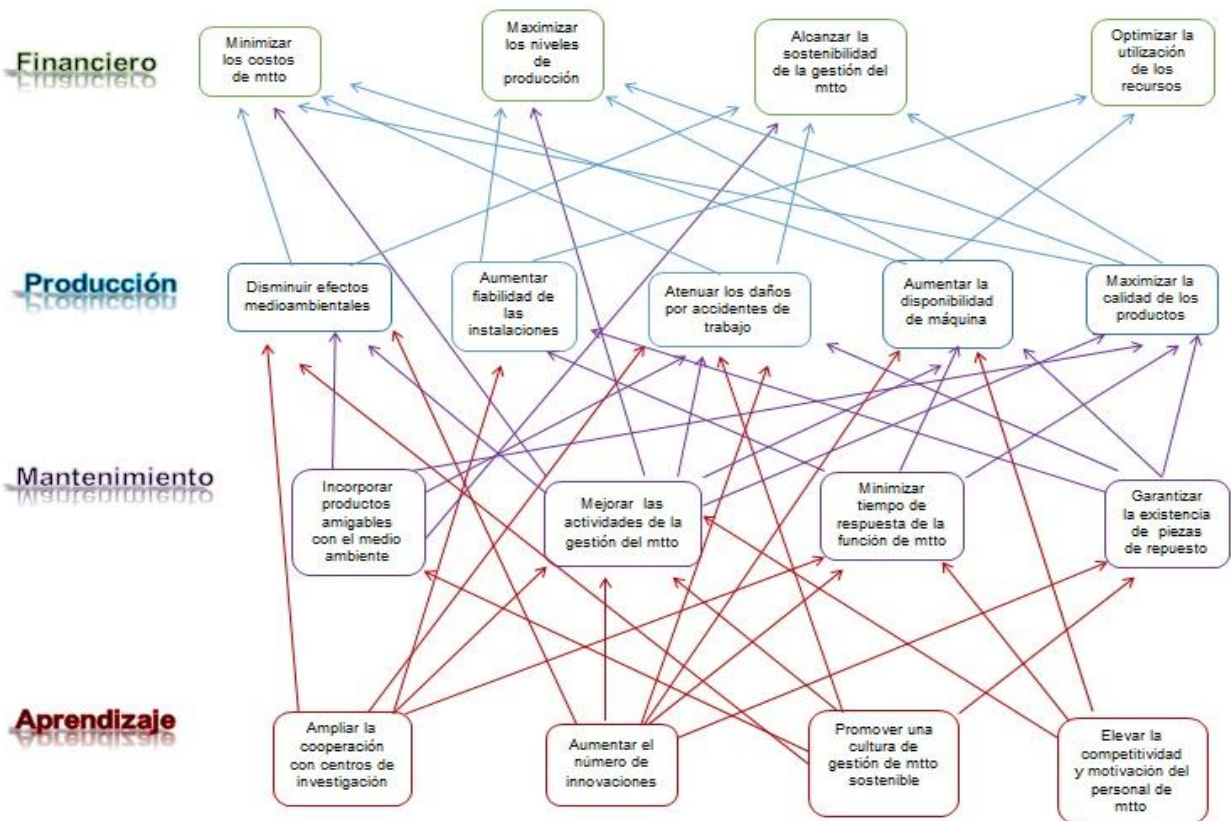 Financiero
Minimizar
los costos
de mtto
Maximizar
los niveles
de
producción
Alcanzar la
sostenibilidad
de la gestión del
mtto
Optimizar la
utilización
de los
recursos
Producción
Disminuir efectos
medioambientales
Aumentar
fiabilidad de
las
instalaciones
Atenuar los daños
por accidentes de
trabajo
Aumentar la
disponibilidad
de máquina
Maximizar la
calidad de los
productos
Mantenimiento
Incorporar
productos
amigables
con el medio
ambiente
Mejorar las
actividades de la
gestión del mtto
Minimizar
tiempo de
respuesta de la
función de mtto
Garantizar
la existencia
de piezas
de repuesto
Aprendizaje
Ampliar la
cooperación
con centros de
investigación
Aumentar el
número de
innovaciones
Promover una
cultura de
gestión de mtto
sostenible
Elevar la
competitividad
y motivación del
personal de
mtto